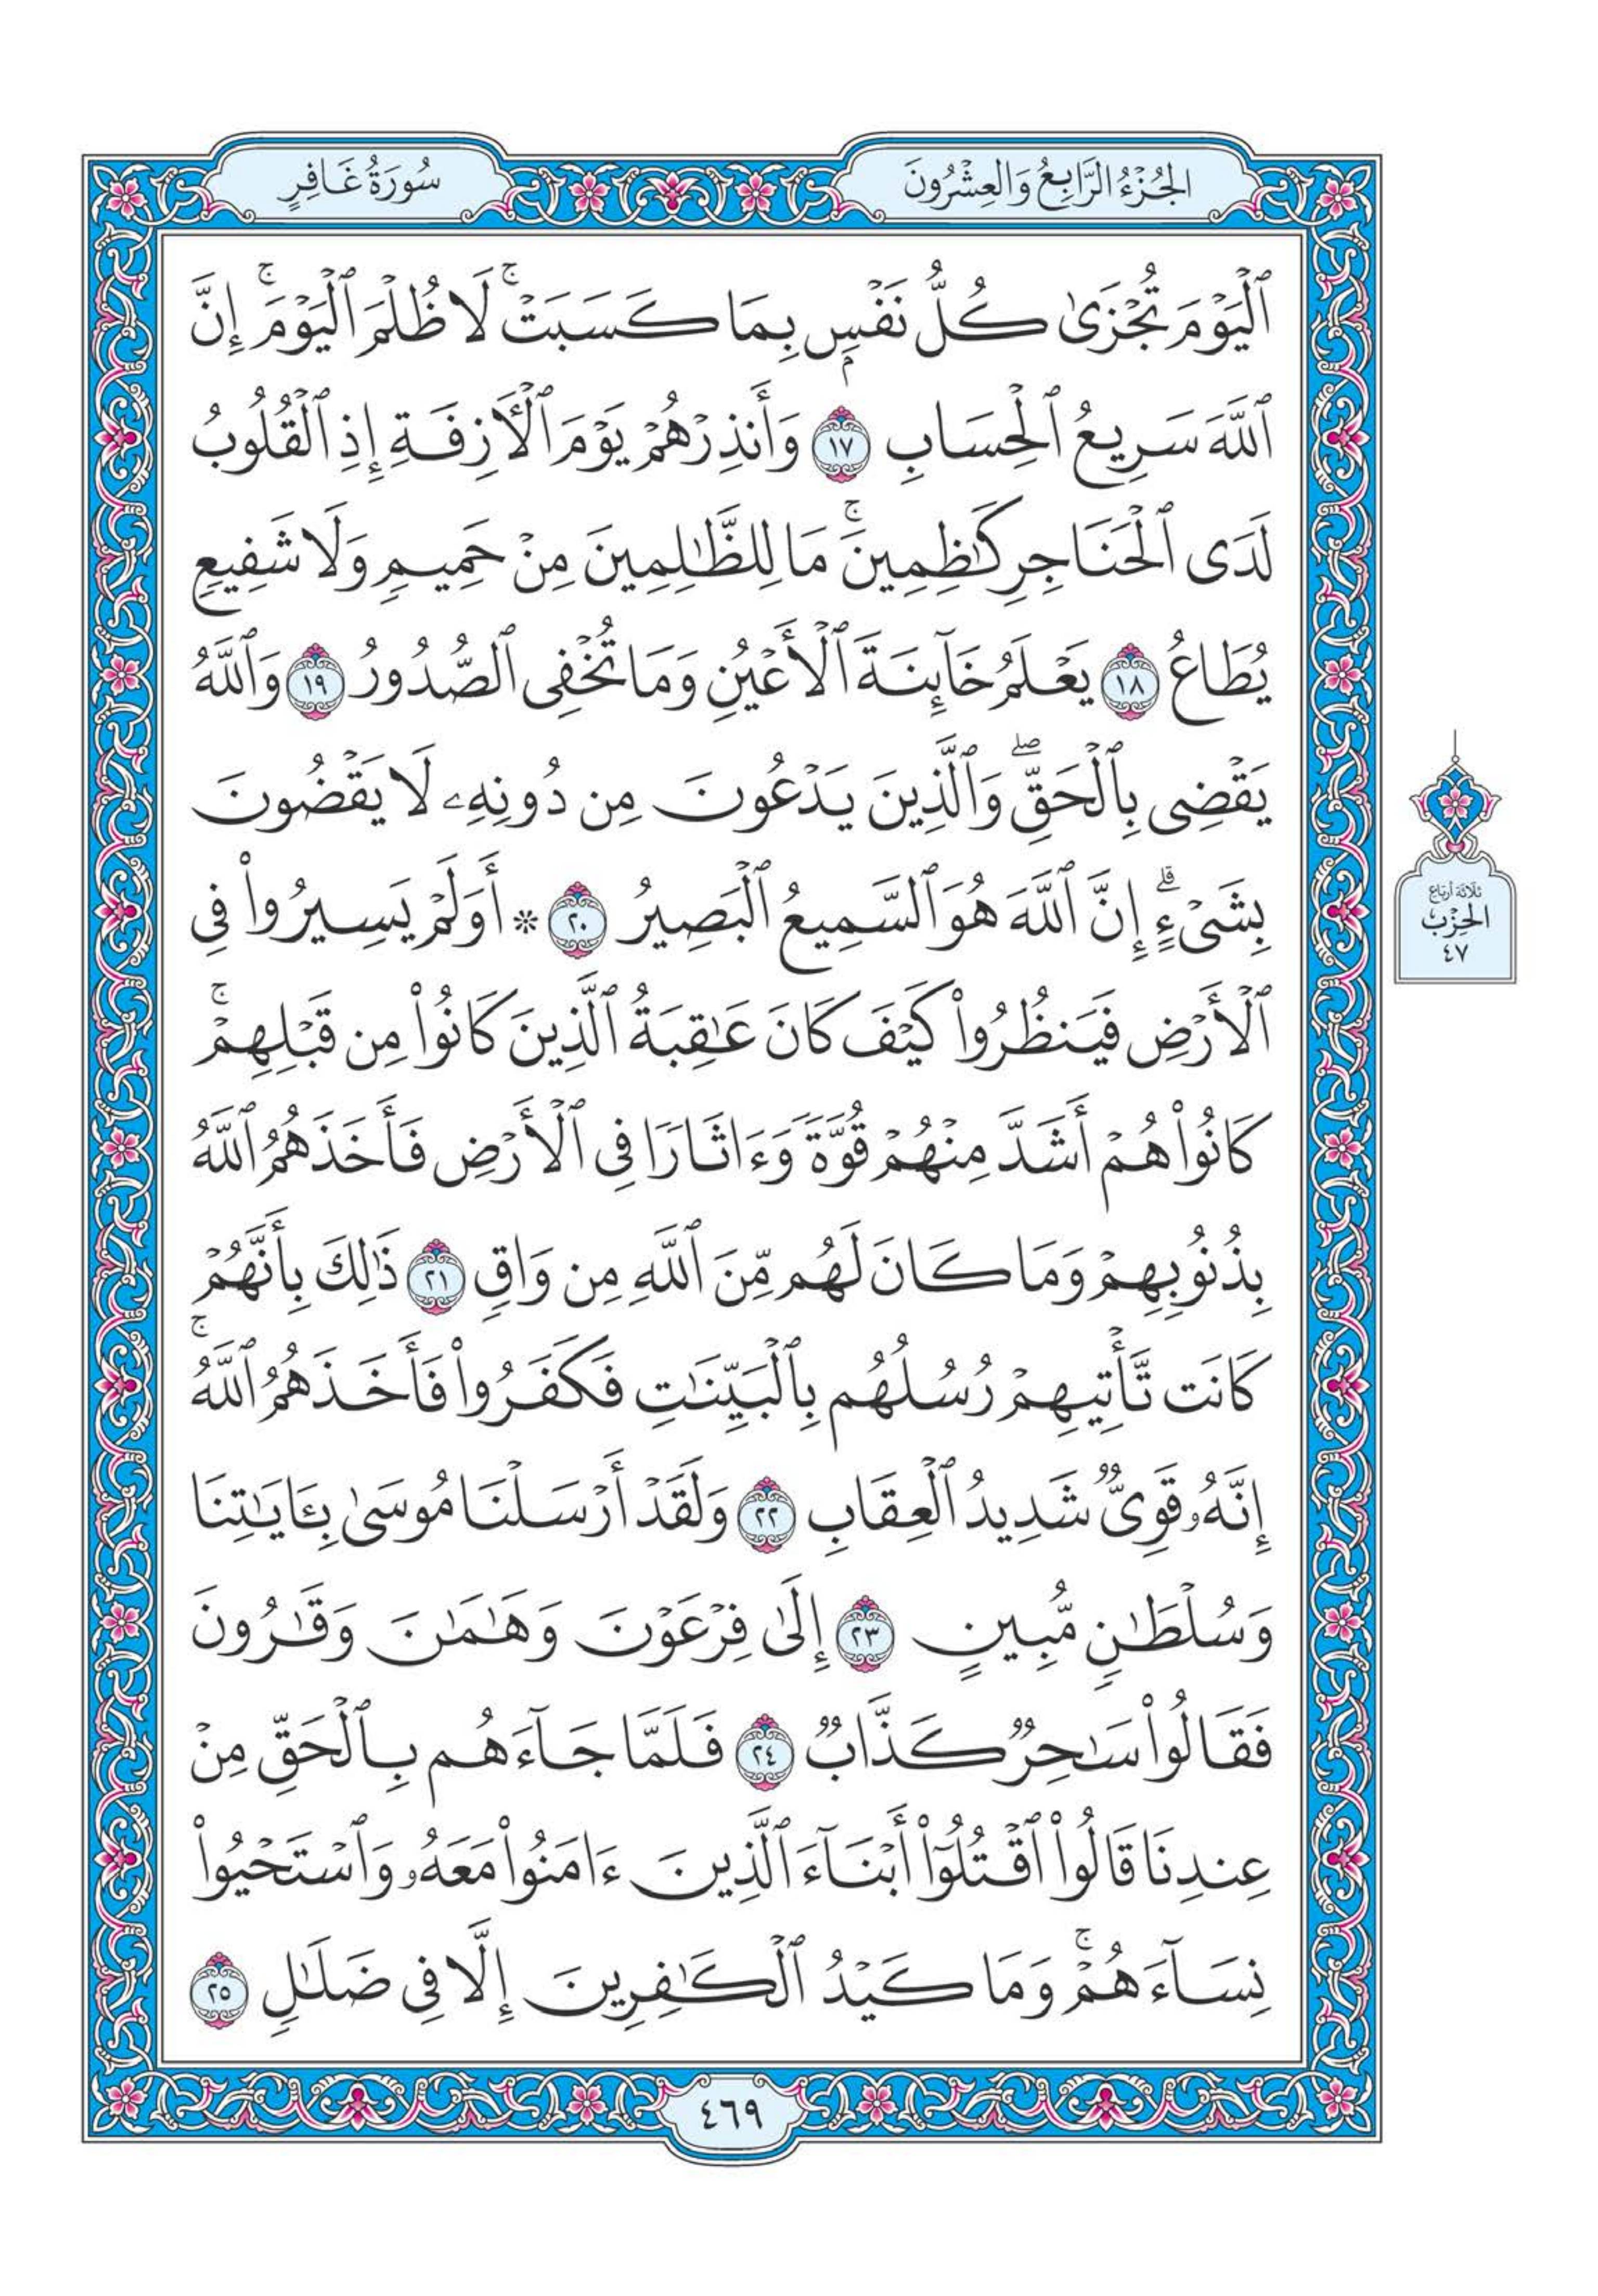 الجُزْءُ الرَّابِعُ وَالعِشْرُونَ
سُورَةُ غَافِرٍ
ٱلْيَوْمَ تُجْزَىٰ كُلُّ نَفْسٍۭ بِمَا كَسَبَتْۚ لَا ظُلْمَ ٱلْيَوْمَۚ إِنَّ
ٱللَّهَ سَرِيعُ ٱلْحِسَابِ ١٧ وَأَنذِرْهُمْ يَوْمَ ٱلْأٓزِفَةِ إِذِ ٱلْقُلُوبُ
لَدَى ٱلْحَنَاجِرِ كَٰظِمِينَۚ مَا لِلظَّٰلِمِينَ مِنْ حَمِيمٍ وَلَا شَفِيعٍ
يُطَاعُ ١٨ يَعْلَمُ خَآئِنَةَ ٱلْأَعْيُنِ وَمَا تُخْفِى ٱلصُّدُورُ ١٩ وَٱللَّهُ
يَقْضِى بِٱلْحَقِّۖ وَٱلَّذِينَ يَدْعُونَ مِن دُونِهِۦ لَا يَقْضُونَ
بِشَىْءٍۗ إِنَّ ٱللَّهَ هُوَ ٱلسَّمِيعُ ٱلْبَصِيرُ ٢٠ * أَوَلَمْ يَسِيرُوا۟ فِى
ٱلْأَرْضِ فَيَنظُرُوا۟ كَيْفَ كَانَ عَٰقِبَةُ ٱلَّذِينَ كَانُوا۟ مِن قَبْلِهِمْۚ
كَانُوا۟ هُمْ أَشَدَّ مِنْهُمْ قُوَّةً وَءَاثَارًا فِى ٱلْأَرْضِ فَأَخَذَهُمُ ٱللَّهُ
بِذُنُوبِهِمْ وَمَا كَانَ لَهُم مِّنَ ٱللَّهِ مِن وَاقٍ ٢١ ذَٰلِكَ بِأَنَّهُمْ
كَانَت تَّأْتِيهِمْ رُسُلُهُم بِٱلْبَيِّنَٰتِ فَكَفَرُوا۟ فَأَخَذَهُمُ ٱللَّهُۚ
إِنَّهُۥ قَوِىٌّ شَدِيدُ ٱلْعِقَابِ ٢٢ وَلَقَدْ أَرْسَلْنَا مُوسَىٰ بِـَٔايَٰتِنَا
وَسُلْطَٰنٍ مُّبِينٍ ٢٣ إِلَىٰ فِرْعَوْنَ وَهَٰمَٰنَ وَقَٰرُونَ
فَقَالُوا۟ سَٰحِرٌ كَذَّابٌ ٢٤ فَلَمَّا جَآءَهُم بِٱلْحَقِّ مِنْ
عِندِنَا قَالُوا۟ ٱقْتُلُوٓا۟ أَبْنَآءَ ٱلَّذِينَ ءَامَنُوا۟ مَعَهُۥ وَٱسْتَحْيُوا۟
نِسَآءَهُمْۚ وَمَا كَيْدُ ٱلْكَٰفِرِينَ إِلَّا فِى ضَلَٰلٍ ٢٥
ثلاثة أرباع
الحِزْب
٤٧
٤٦٩